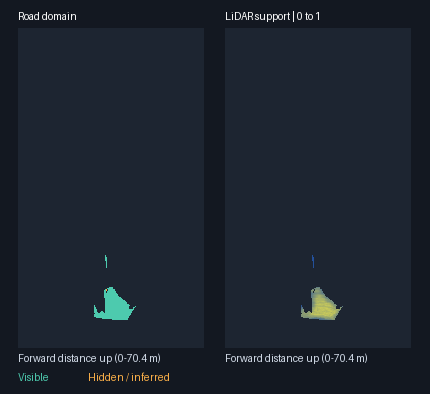 Road domain
LiDAR support | 0 to 1
Forward distance up (0-70.4 m)
Forward distance up (0-70.4 m)
Visible
Hidden / inferred